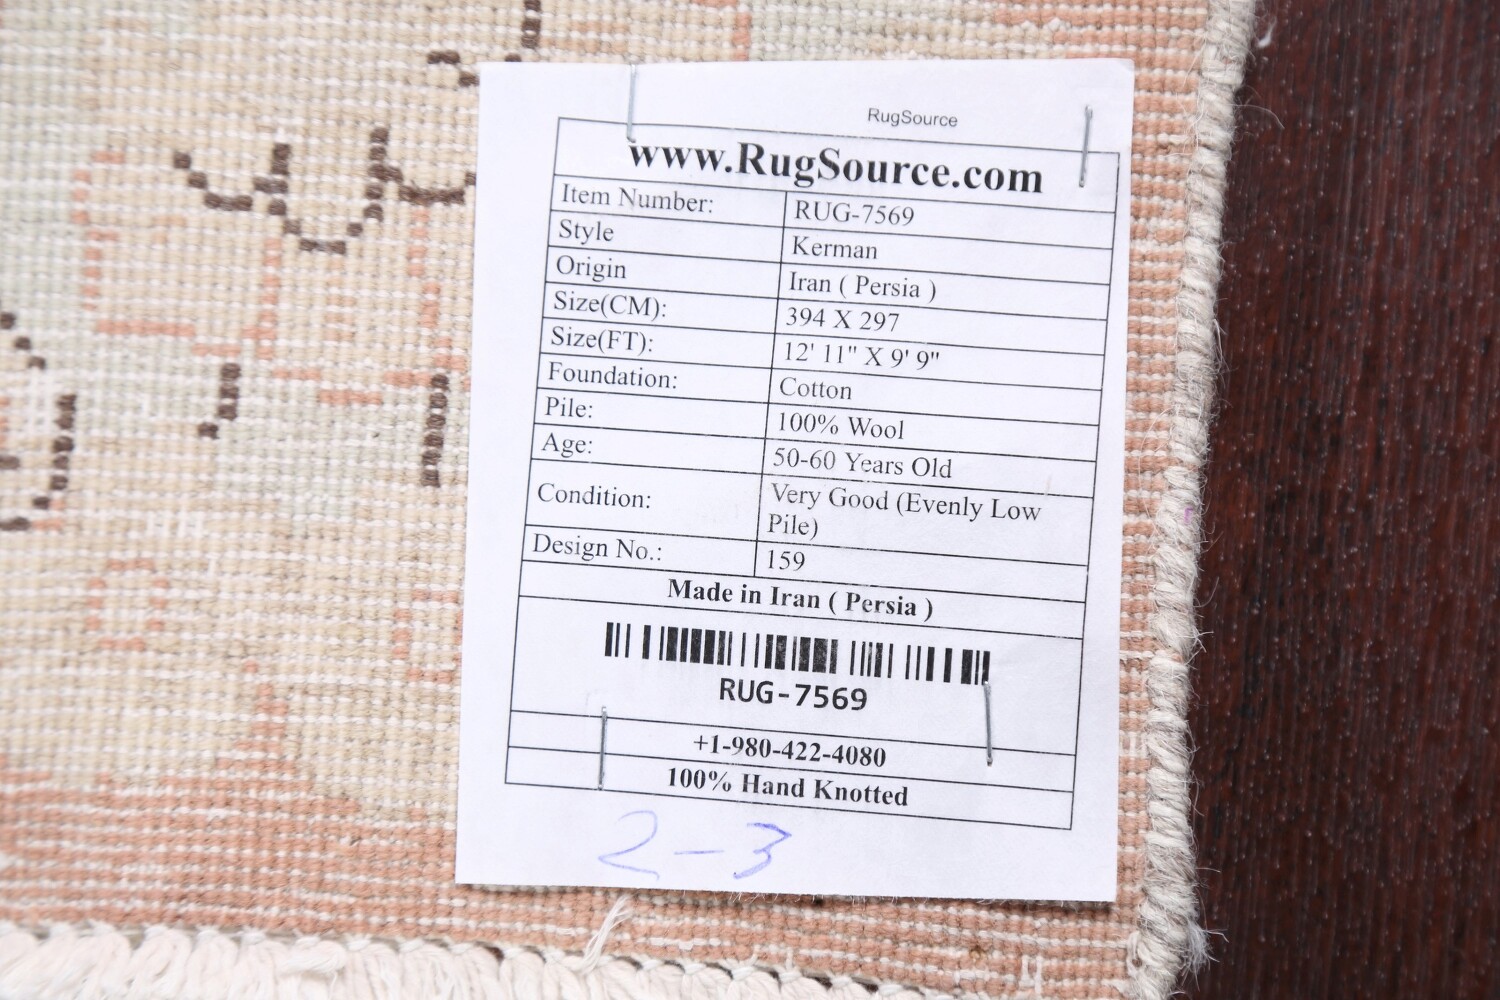 RugSource
www.RugSource.com
Item Number: RUG-7569
Style Kerman
Origin Iran ( Persia )
Size(CM): 394 X 297
Size(FT): 12' 11" X 9' 9"
Foundation: Cotton
Pile: 100% Wool
Age: 50-60 Years Old
Condition: Very Good (Evenly Low
Pile)
Design No.: 159
Made in Iran ( Persia )
RUG-7569
+1-980-422-4080
100% Hand Knotted
2-3